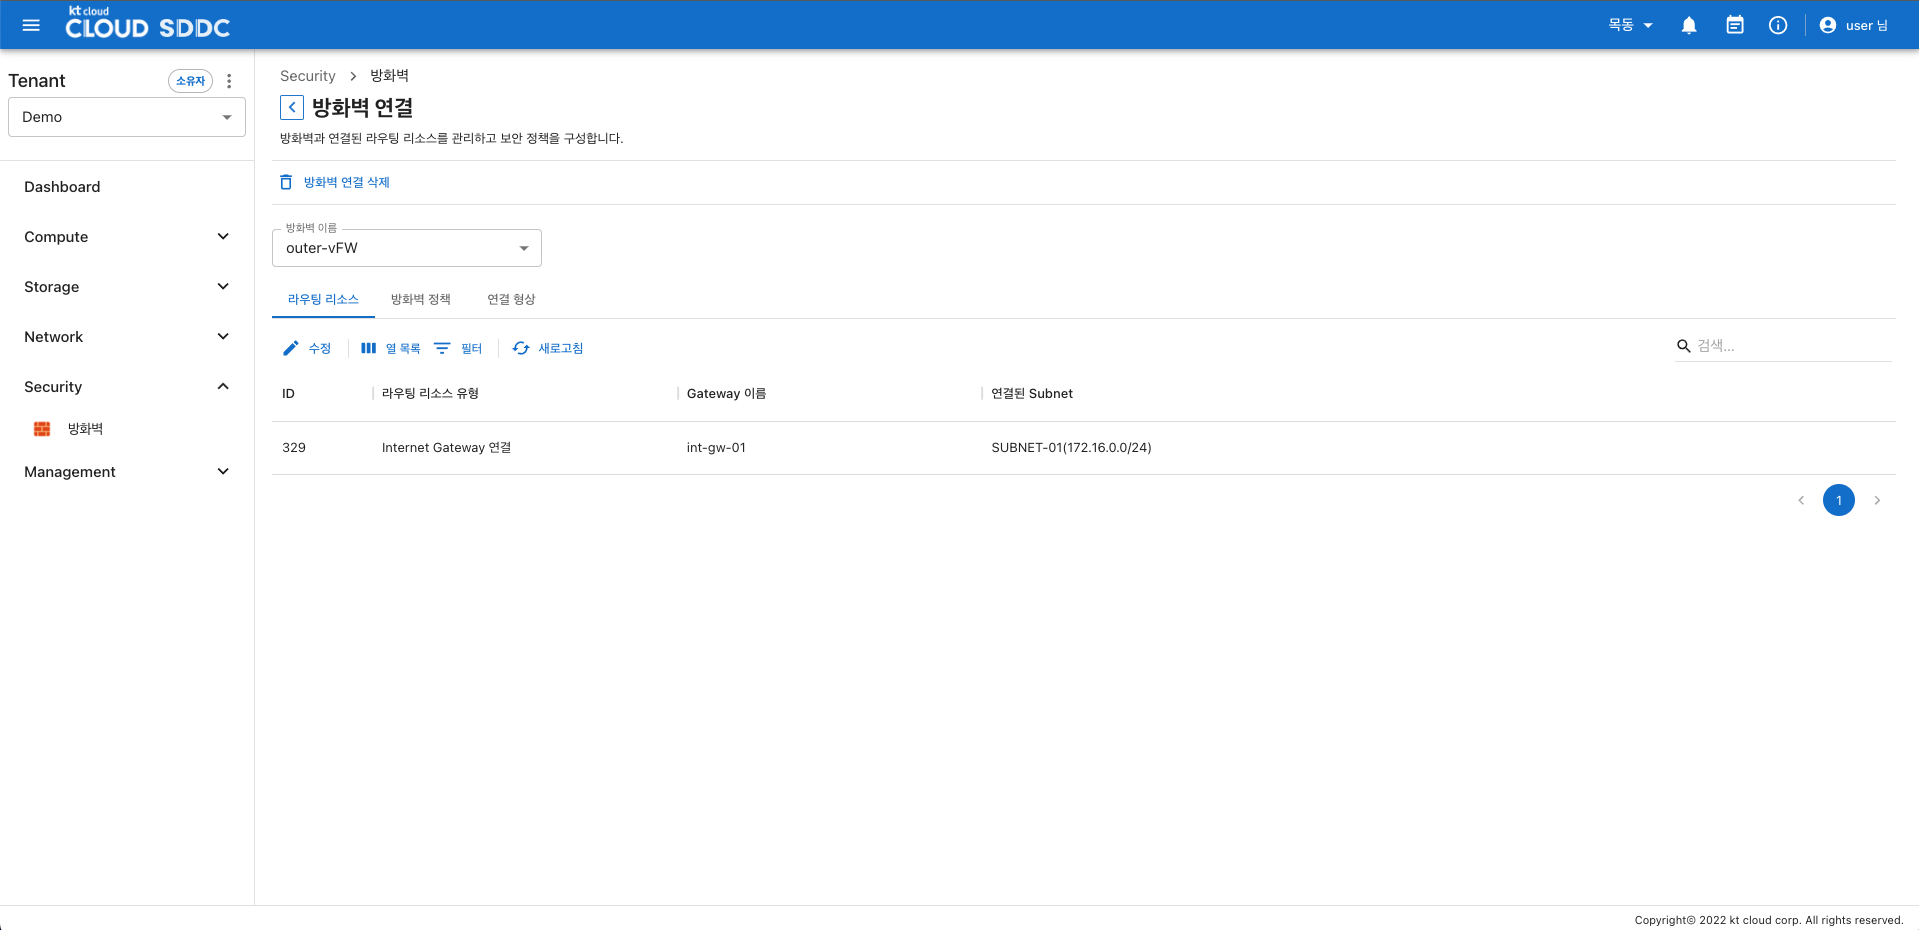 kt cloud
CLOUD SDDC
목동
user 님
Tenant
소유자
Demo
Dashboard
Compute
Storage
Network
Security
방화벽
Management
Security > 방화벽
방화벽 연결
방화벽과 연결된 라우팅 리소스를 관리하고 보안 정책을 구성합니다.
방화벽 연결 삭제
방화벽 이름
outer-vFW
라우팅 리소스 방화벽 정책 연결 형상
수정 열 목록 필터 새로고침 검색...
ID 라우팅 리소스 유형 Gateway 이름 연결된 Subnet
329 Internet Gateway 연결 int-gw-01 SUBNET-01(172.16.0.0/24)
1
Copyright© 2022 kt cloud corp. All rights reserved.